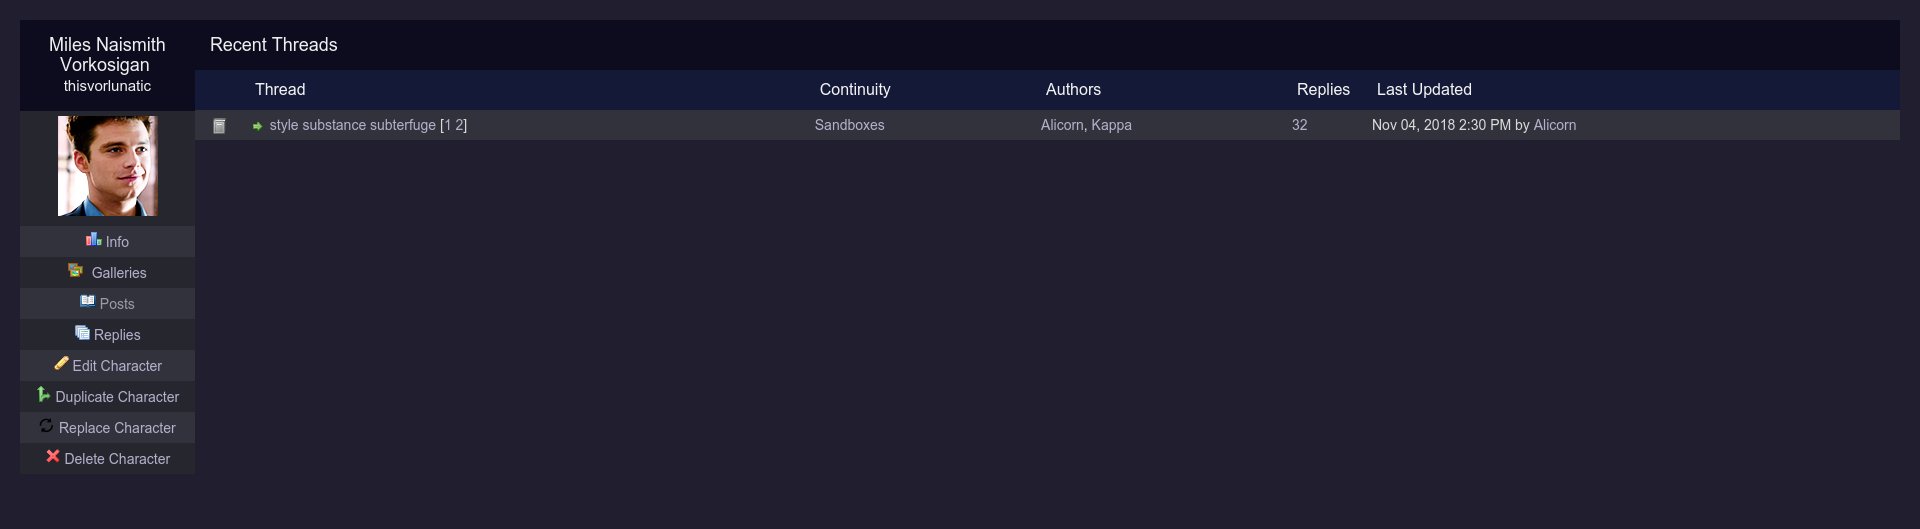 Miles Naismith
Vorkosigan
thisvorlunatic
Info
Galleries
Posts
Replies
Edit Character
Duplicate Character
Replace Character
Delete Character
Recent Threads
Thread Continuity Authors Replies Last Updated
style substance subterfuge [1 2] Sandboxes Alicorn, Kappa 32 Nov 04, 2018 2:30 PM by Alicorn